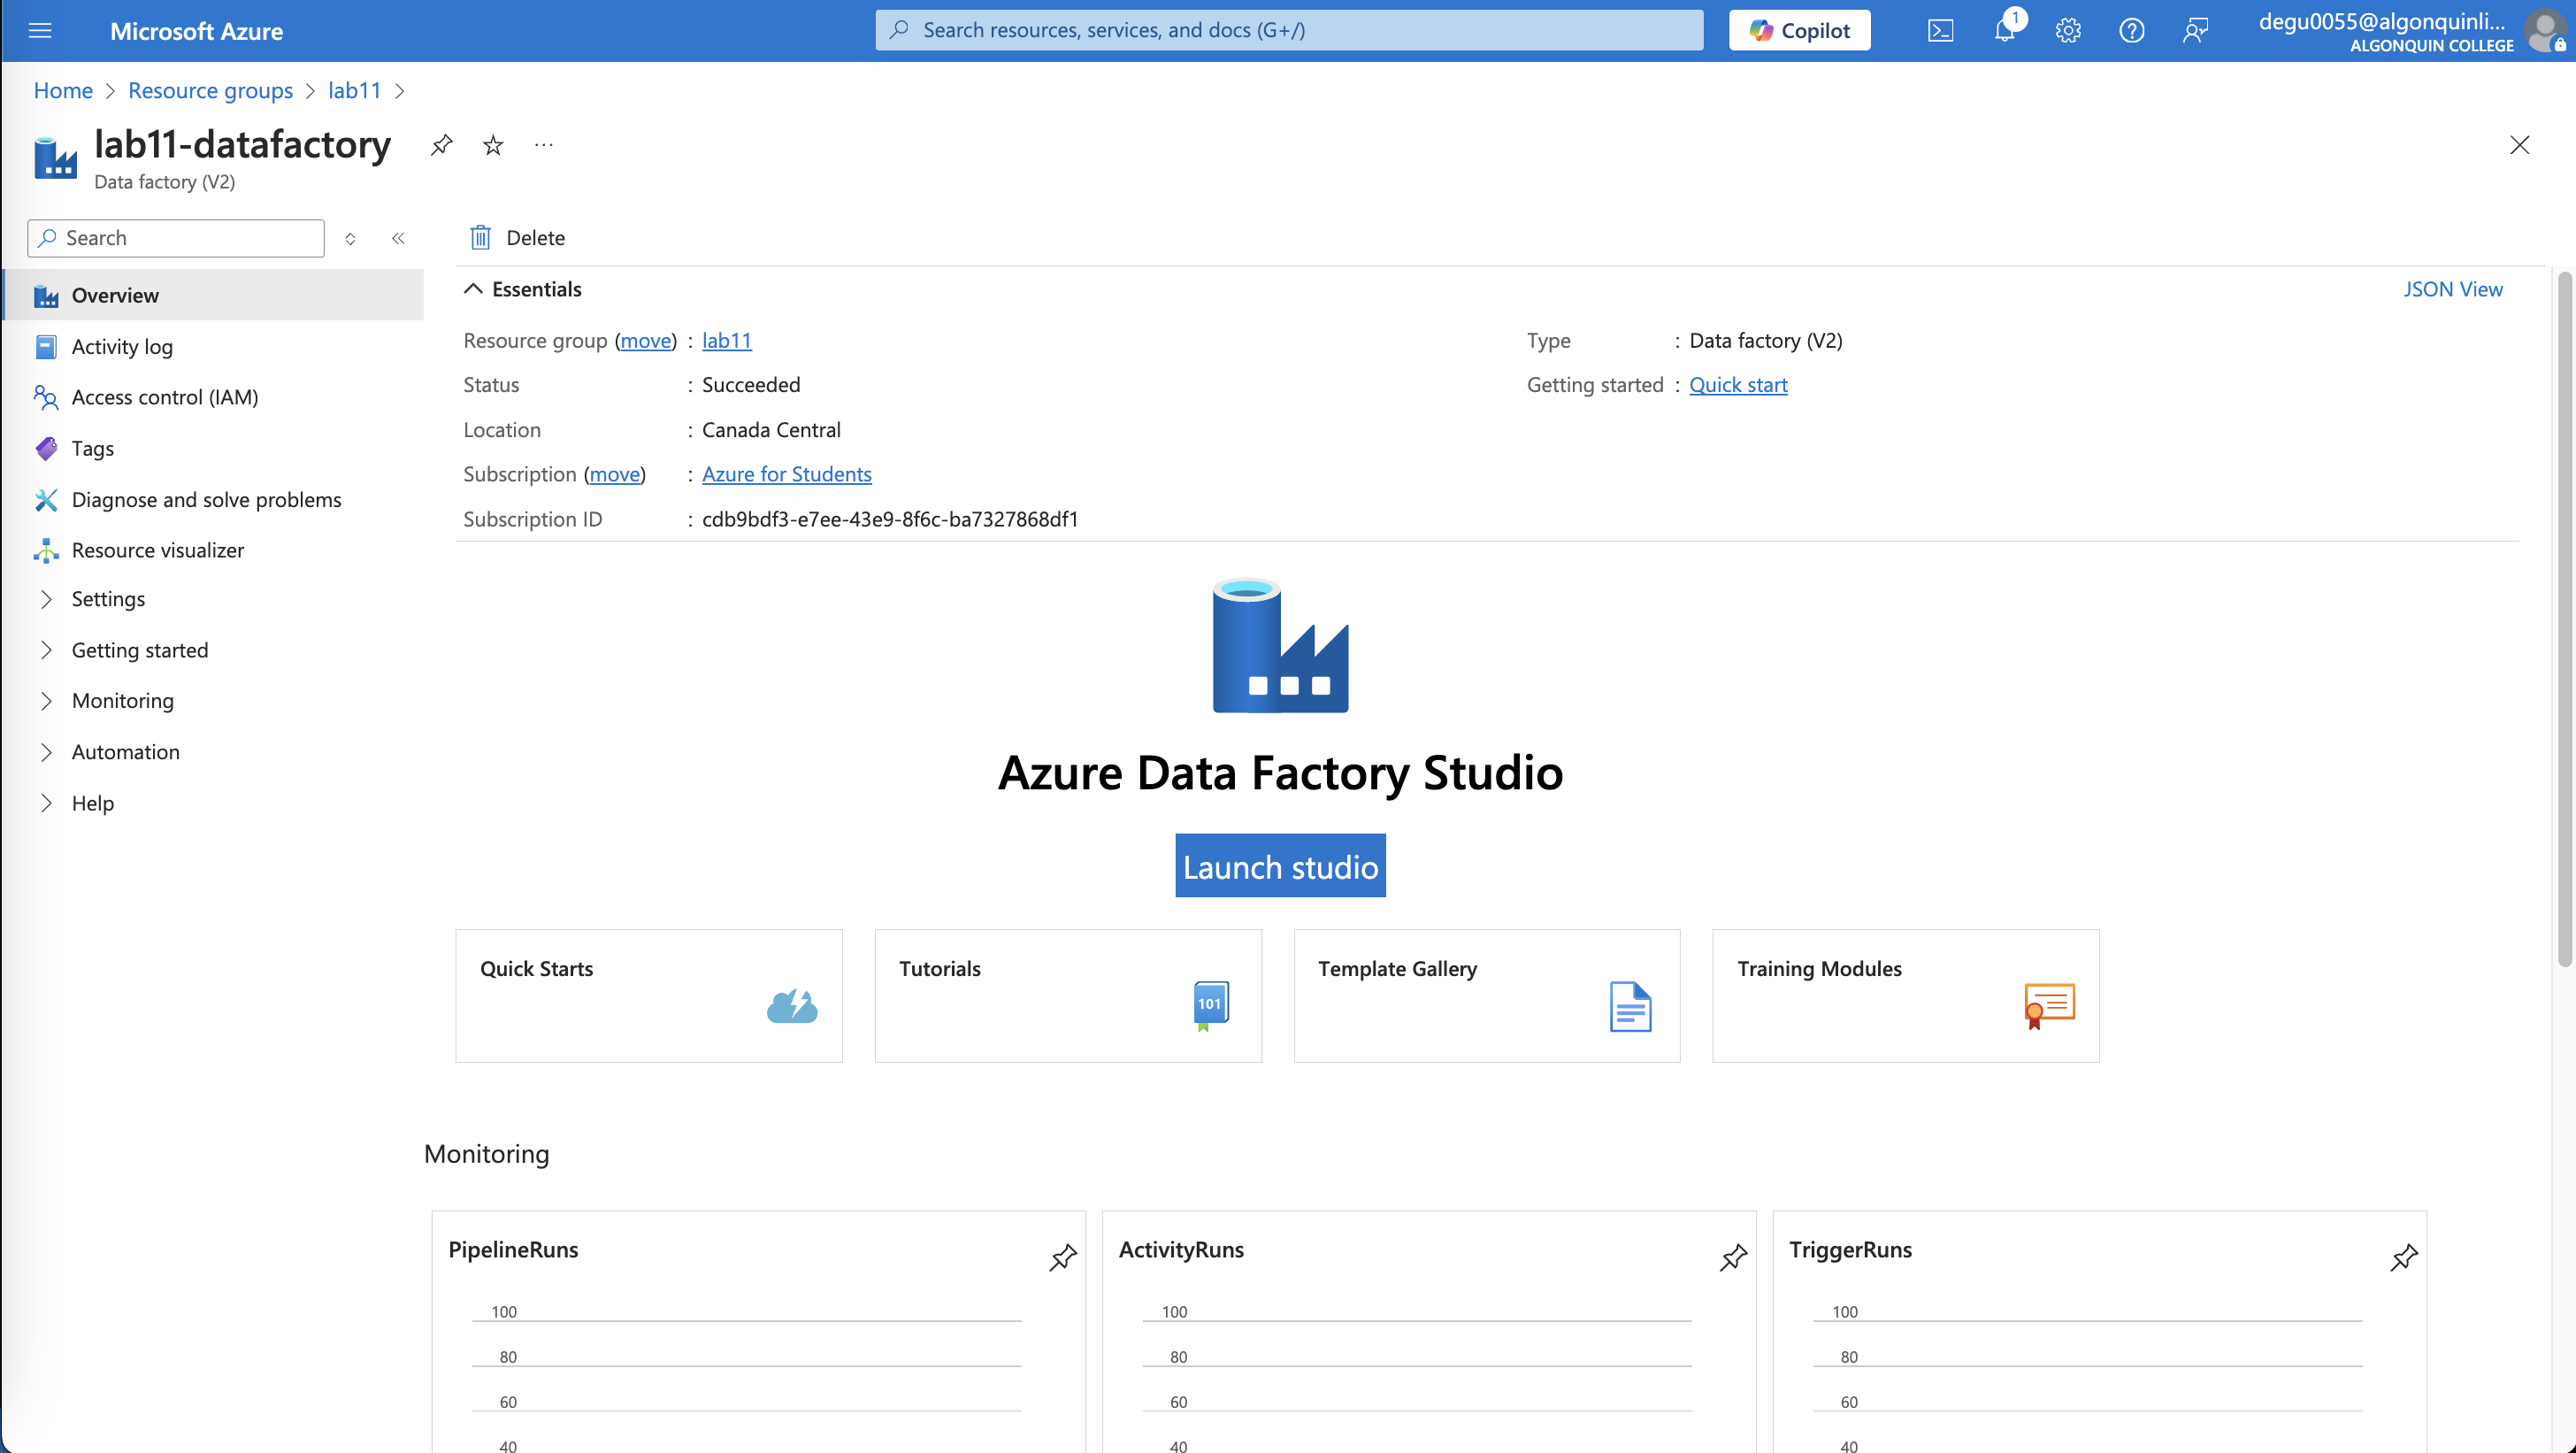 Microsoft Azure
Search resources, services, and docs (G+/)
Copilot
1
degu0055@algonquinli...
ALGONQUIN COLLEGE
Home > Resource groups > lab11 >
lab11-datafactory
Data factory (V2)
Search
Delete
Overview
Activity log
Access control (IAM)
Tags
Diagnose and solve problems
Resource visualizer
Settings
Getting started
Monitoring
Automation
Help
Essentials
JSON View
Resource group (move) : lab11
Status : Succeeded
Location : Canada Central
Subscription (move) : Azure for Students
Subscription ID : cdb9bdf3-e7ee-43e9-8f6c-ba7327868df1
Type : Data factory (V2)
Getting started : Quick start
Azure Data Factory Studio
Launch studio
Quick Starts
Tutorials
101
Template Gallery
Training Modules
Monitoring
PipelineRuns
100
80
60
40
ActivityRuns
100
80
60
40
TriggerRuns
100
80
60
40